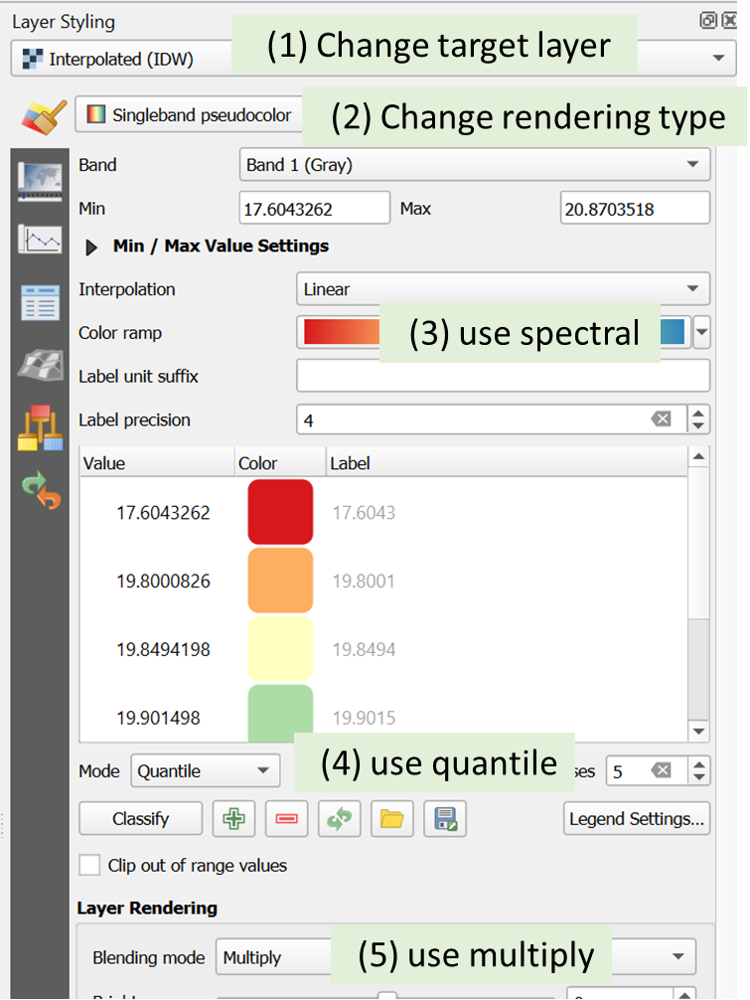 Layer Styling
Interpolated (IDW)
(1) Change target layer
Singleband pseudocolor
(2) Change rendering type
Band Band 1 (Gray)
Min 17.6043262 Max 20.8703518
Min / Max Value Settings
Interpolation Linear
Color ramp (3) use spectral
Label unit suffix
Label precision 4
Value Color Label
17.6043262 17.6043
19.8000826 19.8001
19.8494198 19.8494
19.901498 19.9015
Mode Quantile (4) use quantile ses 5
Classify Legend Settings...
Clip out of range values
Layer Rendering
Blending mode Multiply (5) use multiply